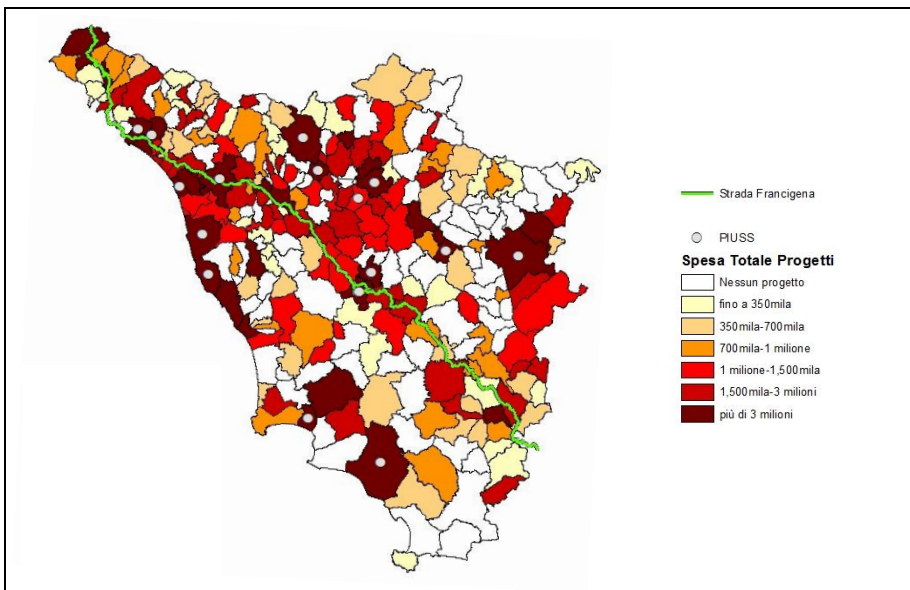 Strada Francigena
PIUSS
Spesa Totale Progetti
Nessun progetto
fino a 350mila
350mila-700mila
700mila-1 milione
1 milione-1,500mila
1,500mila-3 milioni
più di 3 milioni